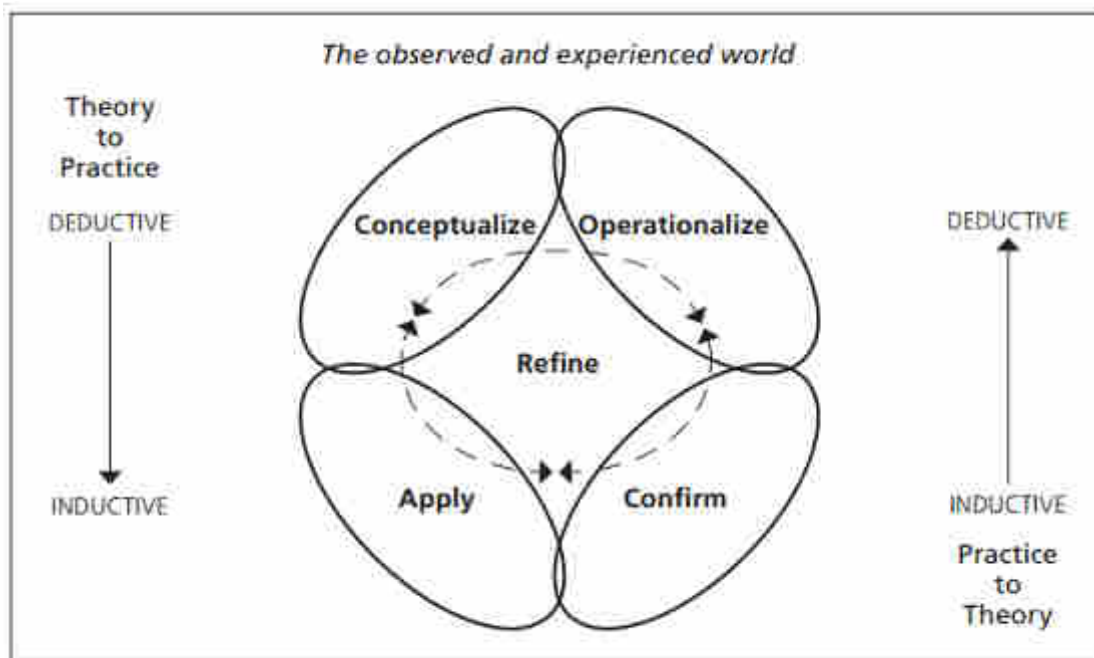 The observed and experienced world
Theory
to
Practice
DEDUCTIVE
INDUCTIVE
Conceptualize
Operationalize
Refine
Apply
Confirm
DEDUCTIVE
INDUCTIVE
Practice
to
Theory